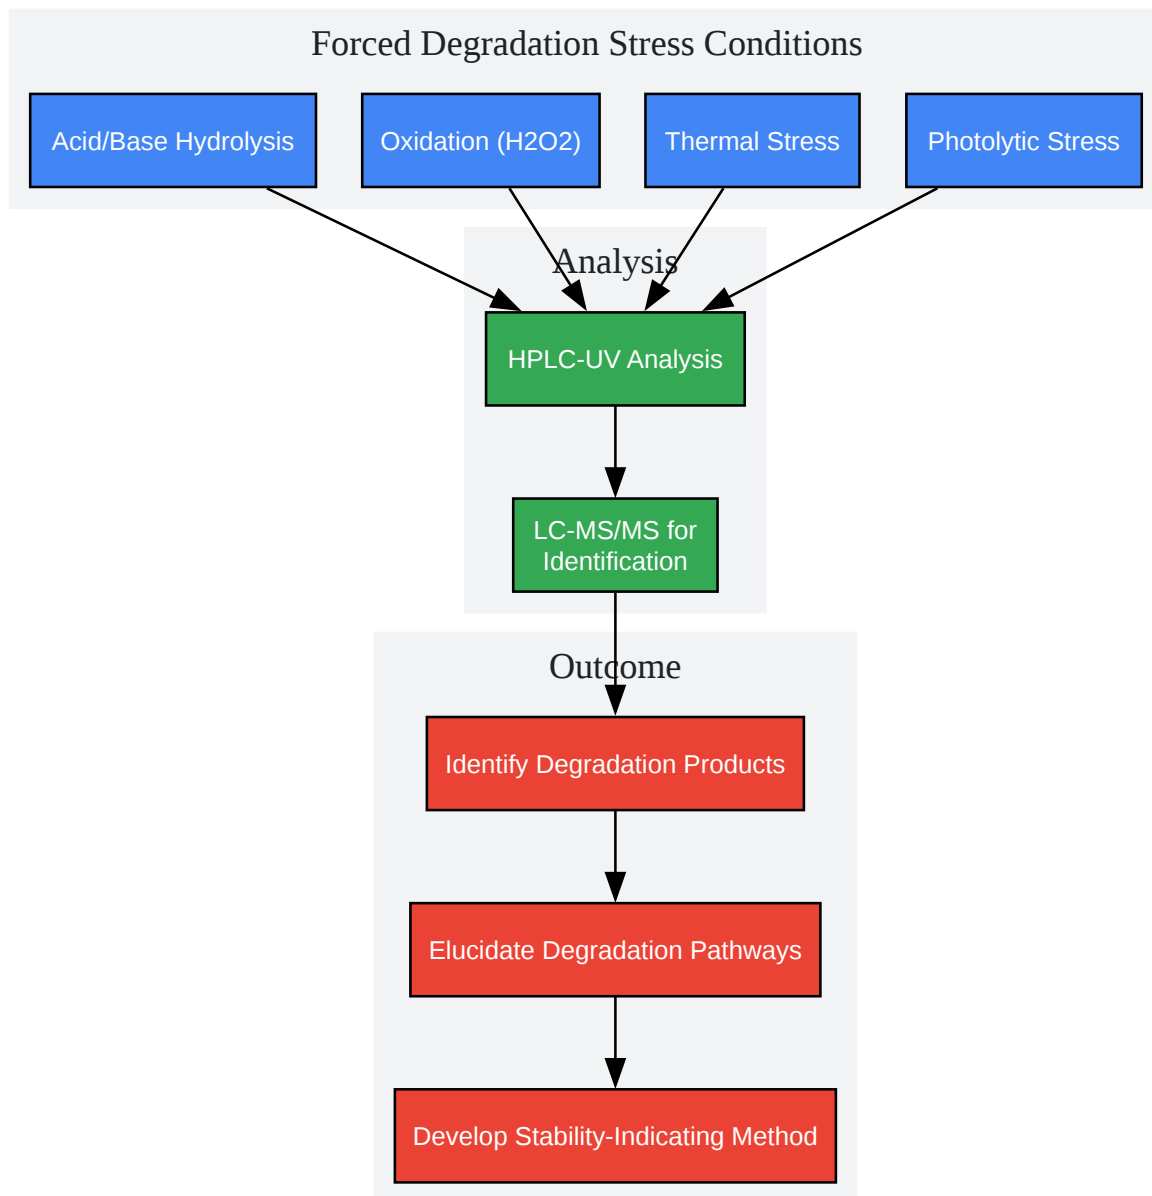 Forced Degradation Stress Conditions
Acid/Base Hydrolysis
Oxidation (H2O2)
Thermal Stress
Photolytic Stress
Analysis
HPLC-UV Analysis
LC-MS/MS for
Identification
Outcome
Identify Degradation Products
Elucidate Degradation Pathways
Develop Stability-Indicating Method